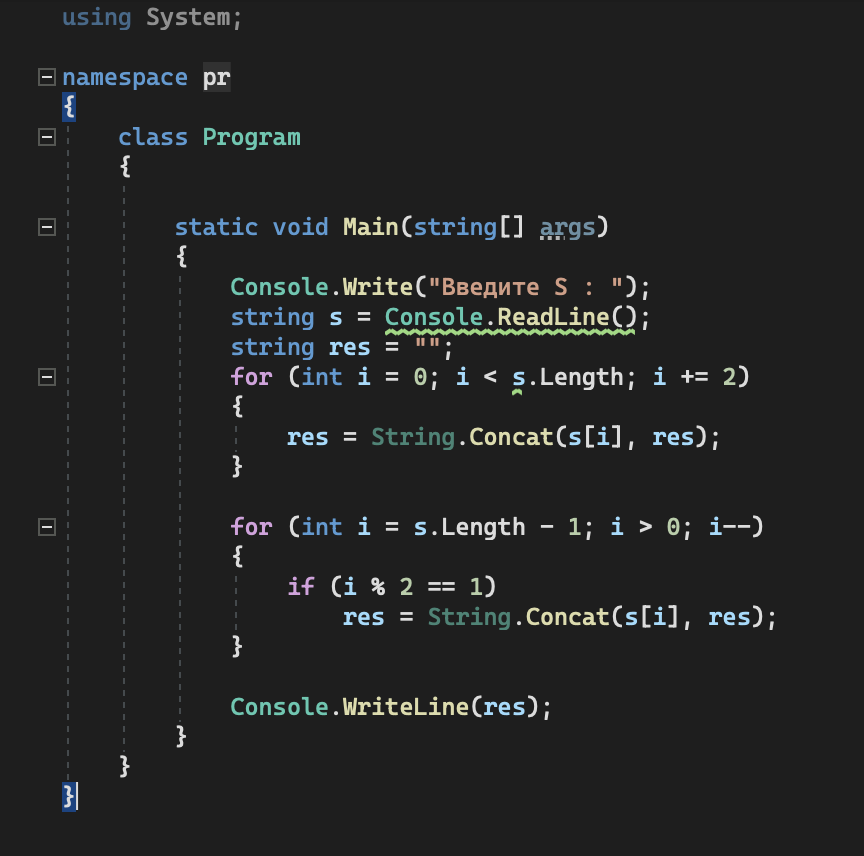 using System;
namespace pr
{
class Program
{
static void Main(string[] args)
{
Console.Write("Введите S : ");
string s = Console.ReadLine();
string res = "";
for (int i = 0; i < s.Length; i += 2)
{
res = String.Concat(s[i], res);
}
for (int i = s.Length - 1; i > 0; i--)
{
if (i % 2 == 1)
res = String.Concat(s[i], res);
}
Console.WriteLine(res);
}
}
}